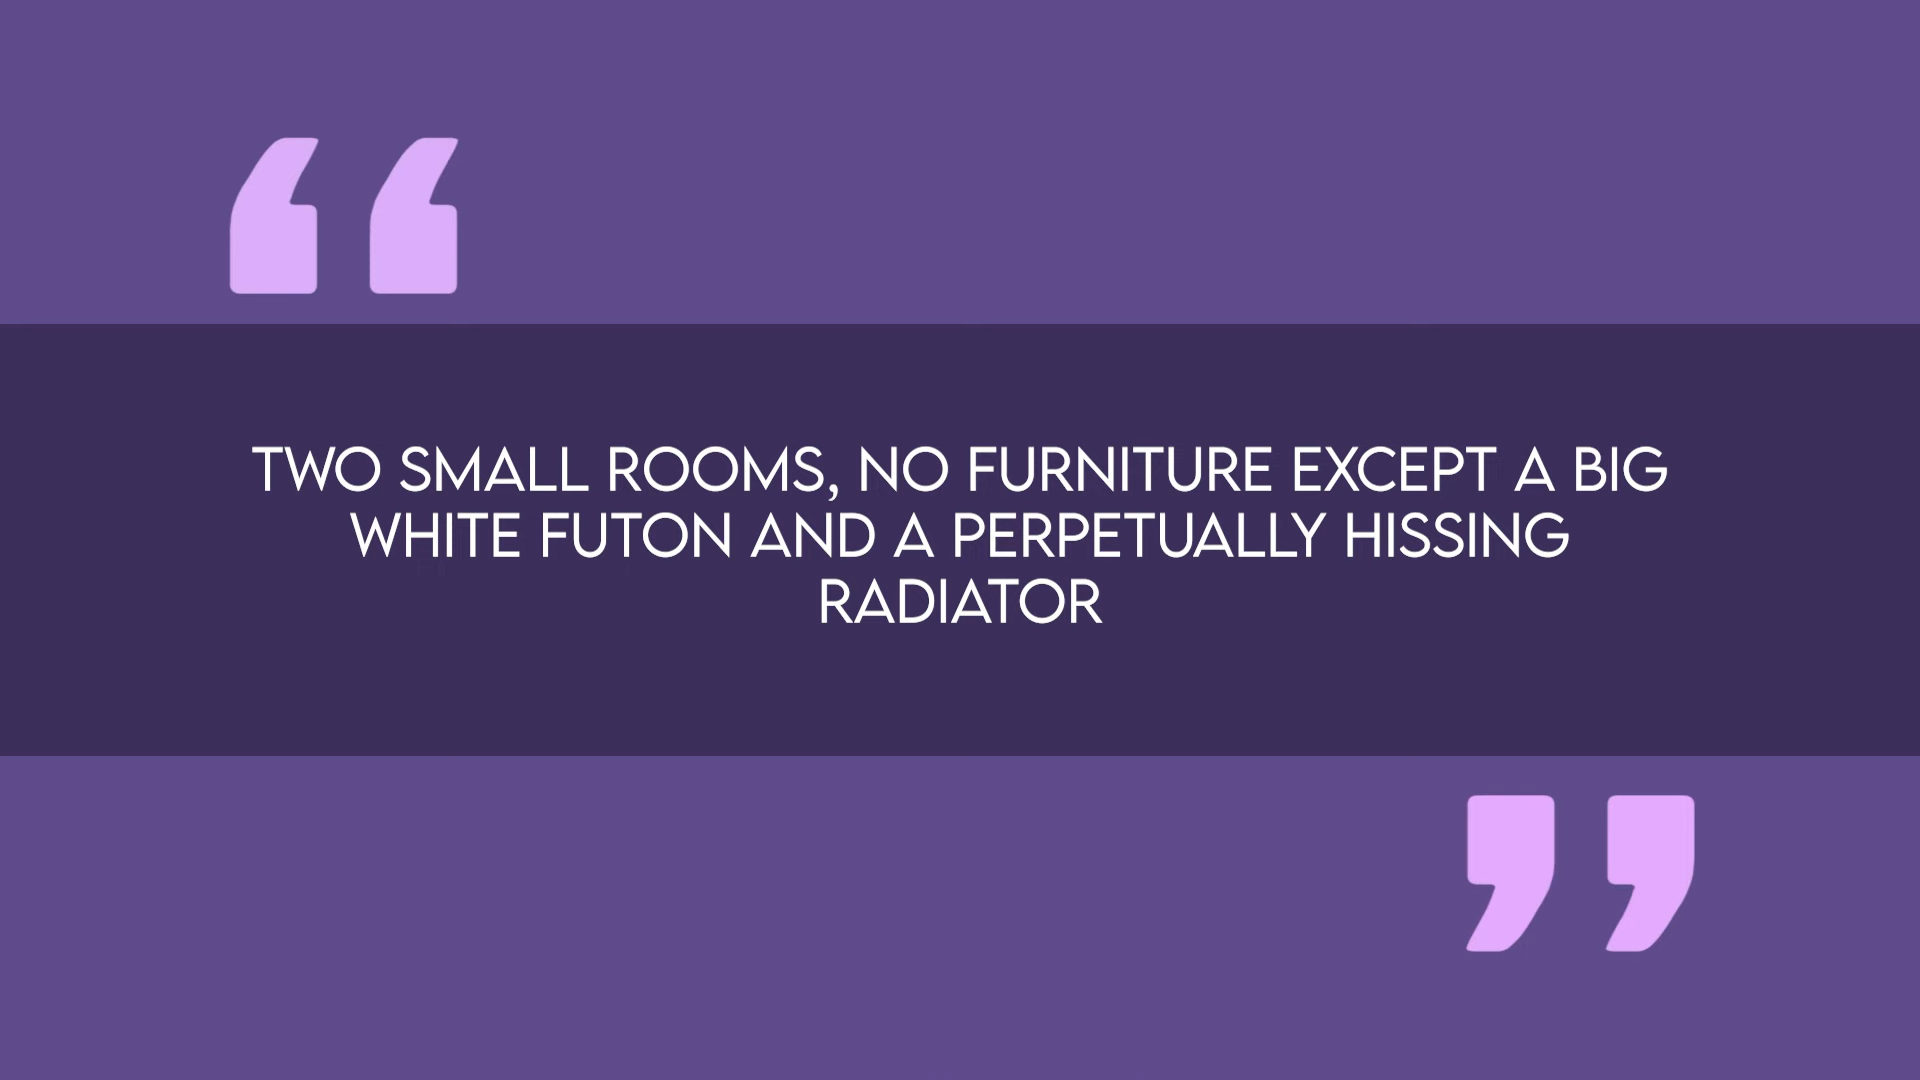 TWO SMALL ROOMS, NO FURNITURE EXCEPT A BIG
WHITE FUTON AND A PERPETUALLY HISSING
RADIATOR